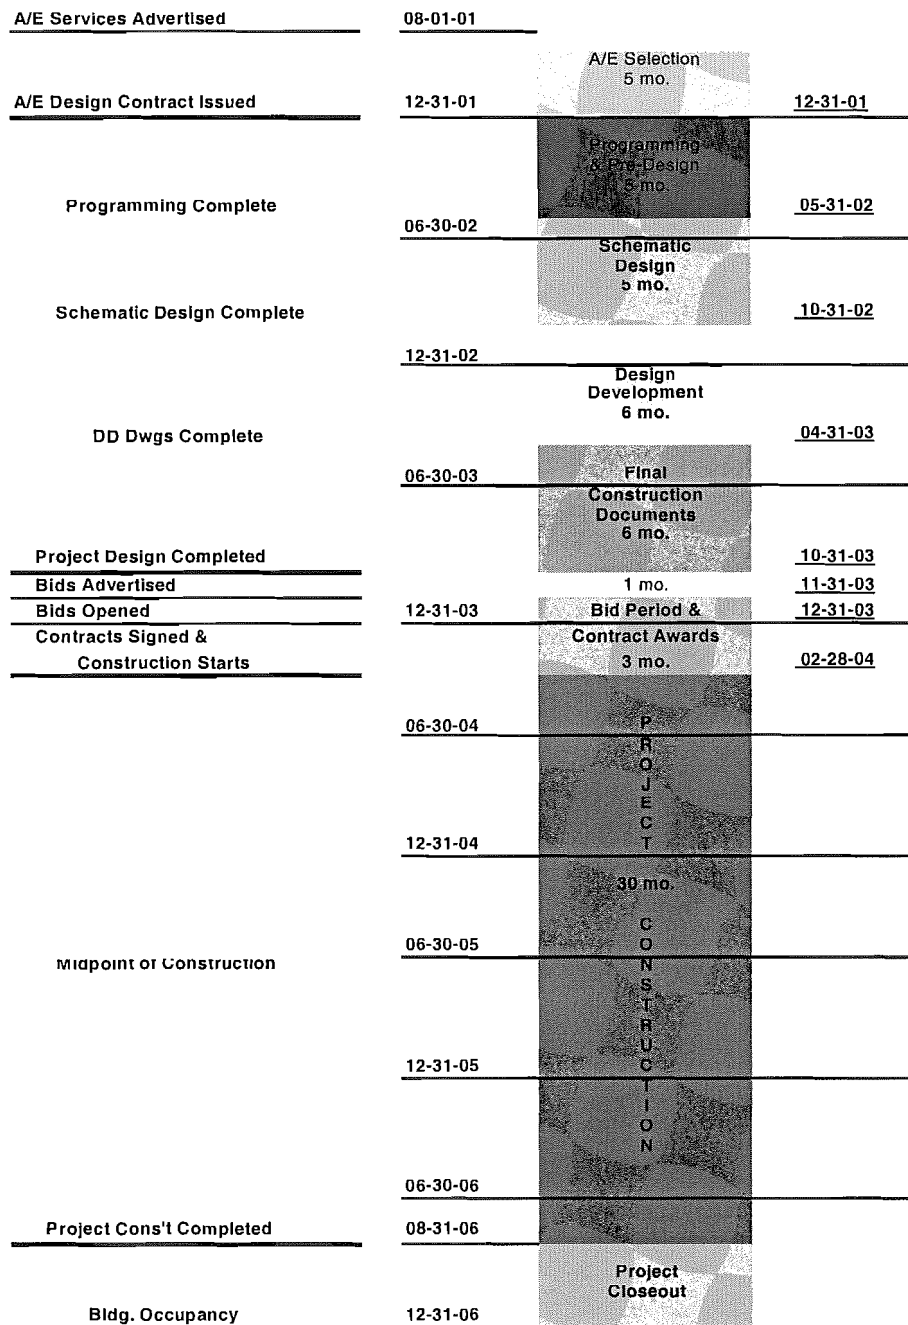 A/E Services Advertised 08-01-01
A/E Selection
5 mo.
A/E Design Contract Issued 12-31-01 12-31-01
Programming
& Pre-Design
5 mo.
Programming Complete 05-31-02
06-30-02
Schematic
Design
5 mo.
Schematic Design Complete 10-31-02
12-31-02
Design
Development
6 mo.
DD Dwgs Complete 04-31-03
06-30-03 Final
Construction
Documents
6 mo.
Project Design Completed 10-31-03
Bids Advertised 1 mo. 11-31-03
Bids Opened 12-31-03 Bid Period & 12-31-03
Contracts Signed & Contract Awards
Construction Starts 3 mo. 02-28-04
06-30-04
PROJECT
12-31-04
30 mo.
CONSTRUCTION
06-30-05
Midpoint of Construction
12-31-05
06-30-06
Project Cons't Completed 08-31-06
Project
Closeout
Bldg. Occupancy 12-31-06